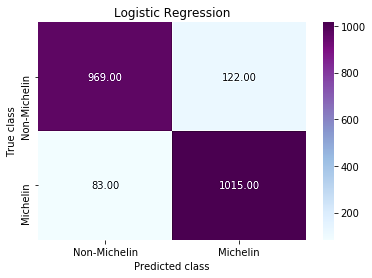 Logistic Regression
True class
Non-Michelin
Michelin
969.00
122.00
83.00
1015.00
Non-Michelin
Michelin
Predicted class
1000
800
600
400
200